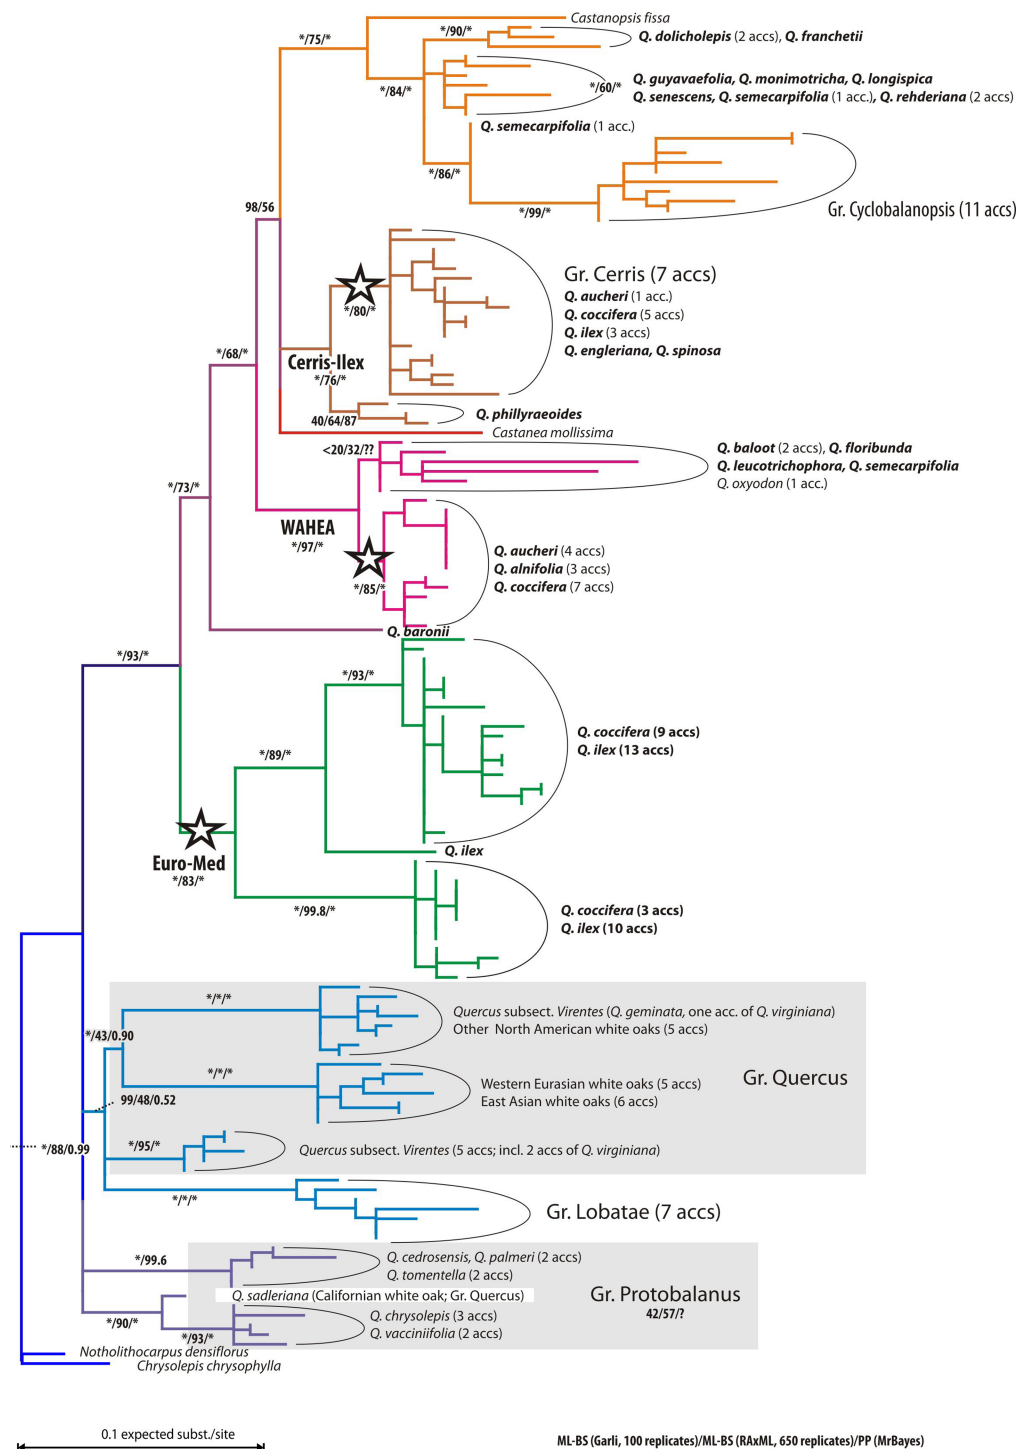 Castanopsis fissa
*/90/*
*/75/*
Q. dolicholepis (2 accs), Q. franchetii
Q. guyavaefolia, Q. monimotricha, Q. longispica
*/60/*
*/84/*
Q. senescens, Q. semecarpifolia (1 acc.), Q. rehderiana (2 accs)
Q. semecarpifolia (1 acc.)
*/86/*
*/99/*
Gr. Cyclobalanopsis (11 accs)
98/56
Gr. Cerris (7 accs)
Q. aucheri (1 acc.)
*/80/*
Q. coccifera (5 accs)
Q. ilex (3 accs)
Q. engleriana, Q. spinosa
*/68/*
Cerris-Ilex
*/76/*
Q. phillyraeoides
40/64/87
Castanea mollissima
<20/32/??
Q. baloot (2 accs), Q. floribunda
Q. leucotrichophora, Q. semecarpifolia
Q. oxyodon (1 acc.)
*/73/*
WAHEA
*/97/*
Q. aucheri (4 accs)
Q. alnifolia (3 accs)
Q. coccifera (7 accs)
*/85/*
Q. baronii
*/93/*
*/93/*
Q. coccifera (9 accs)
Q. ilex (13 accs)
*/89/*
Q. ilex
Euro-Med
*/83/*
*/99.8/*
Q. coccifera (3 accs)
Q. ilex (10 accs)
*/*/*
Quercus subsect. Virentes (Q. geminata, one acc. of Q. virginiana)
Other North American white oaks (5 accs)
*/43/0.90
*/*/*
Gr. Quercus
Western Eurasian white oaks (5 accs)
East Asian white oaks (6 accs)
99/48/0.52
*/88/0.99
*/95/*
Quercus subsect. Virentes (5 accs; incl. 2 accs of Q. virginiana)
*/*/*
Gr. Lobatae (7 accs)
*/99.6
Q. cedrosensis, Q. palmeri (2 accs)
Q. tomentella (2 accs)
Q. sadleriana (Californian white oak; Gr. Quercus)
Gr. Protobalanus
42/57/?
Q. chrysolepis (3 accs)
*/90/*
*/93/*
Q. vacciniifolia (2 accs)
Notholithocarpus densiflorus
Chrysolepis chrysophylla
0.1 expected subst./site
ML-BS (Garli, 100 replicates)/ML-BS (RAxML, 650 replicates)/PP (MrBayes)